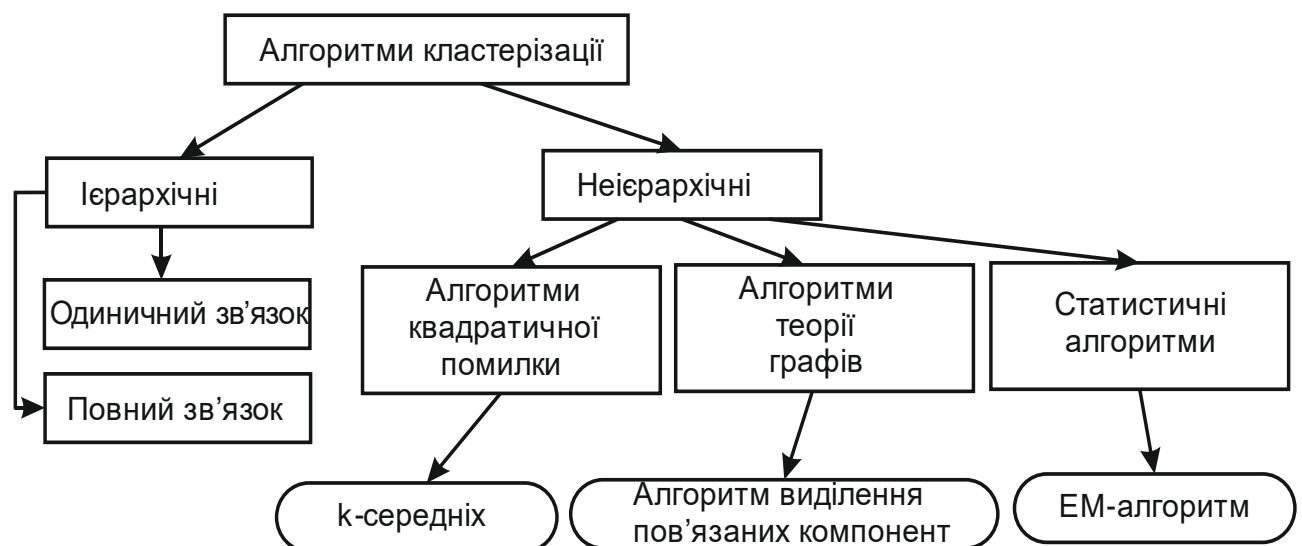 Алгоритми кластерізації
Ієрархічні
Неієрархічні
Одиничний зв’язок
Повний зв’язок
Алгоритми
квадратичної
помилки
Алгоритми
теорії
графів
Статистичні
алгоритми
k-середніх
Алгоритм виділення
пов’язаних компонент
ЕМ-алгоритм